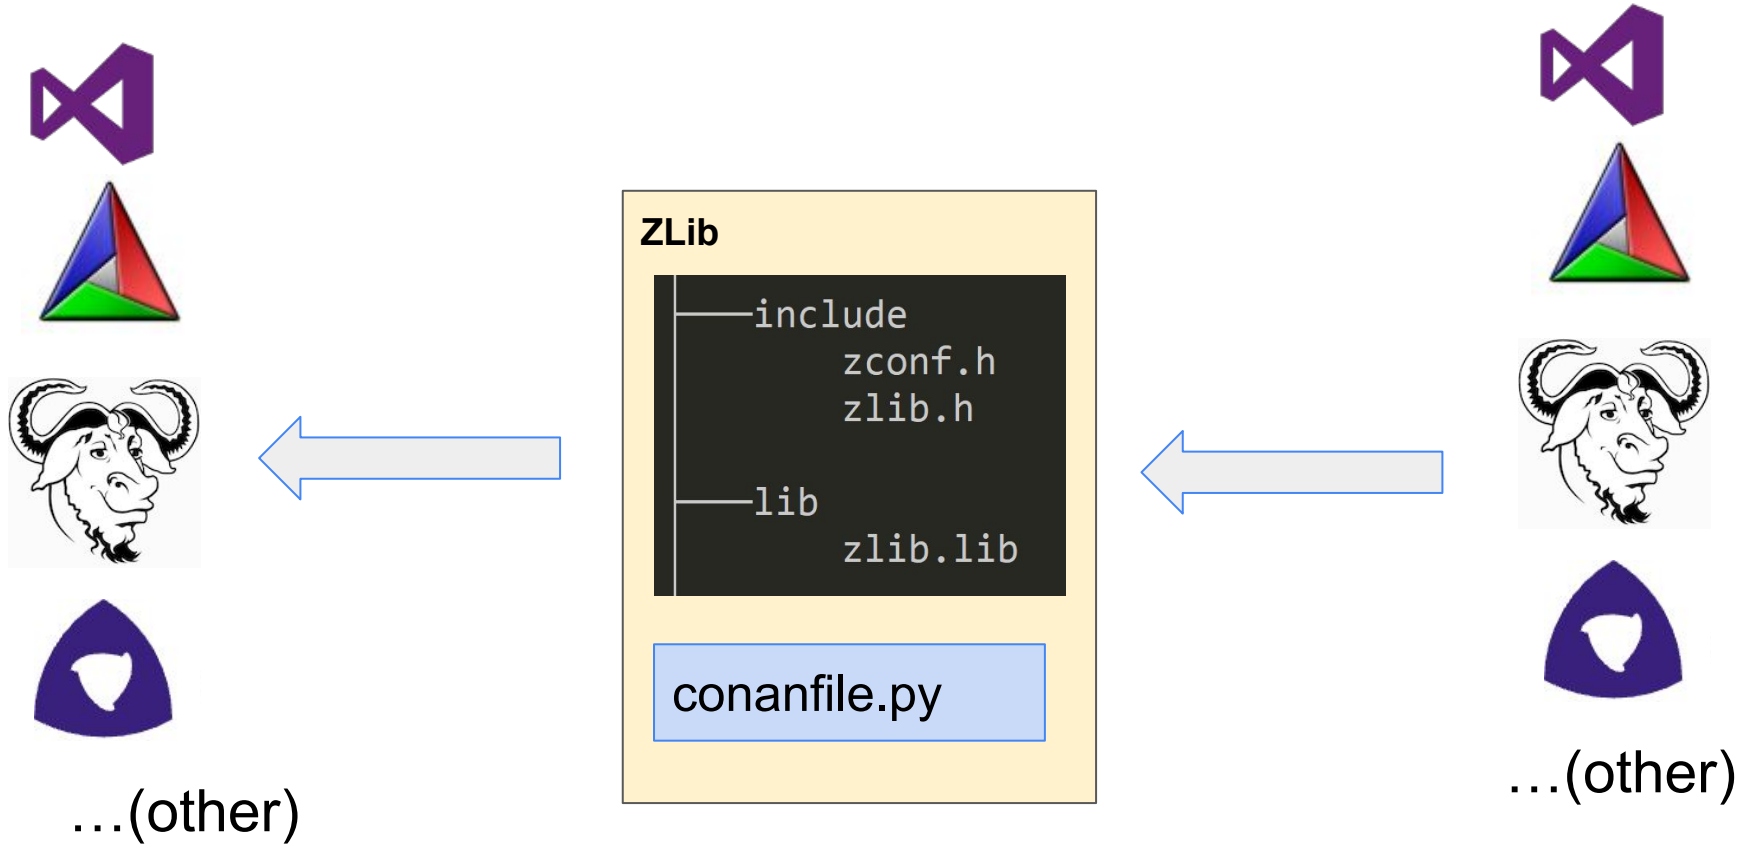 ZLib
include
zconf.h
zlib.h
lib
zlib.lib
conanfile.py
…(other)
…(other)